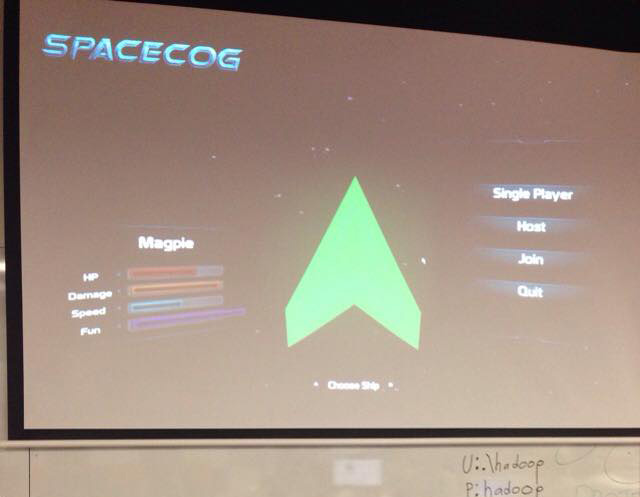 SPACECOG
Magpie
HP
Damage
Speed
Fun
Choose Ship
Single Player
Host
Join
Quit
U:.\hadoop
P:hadoop